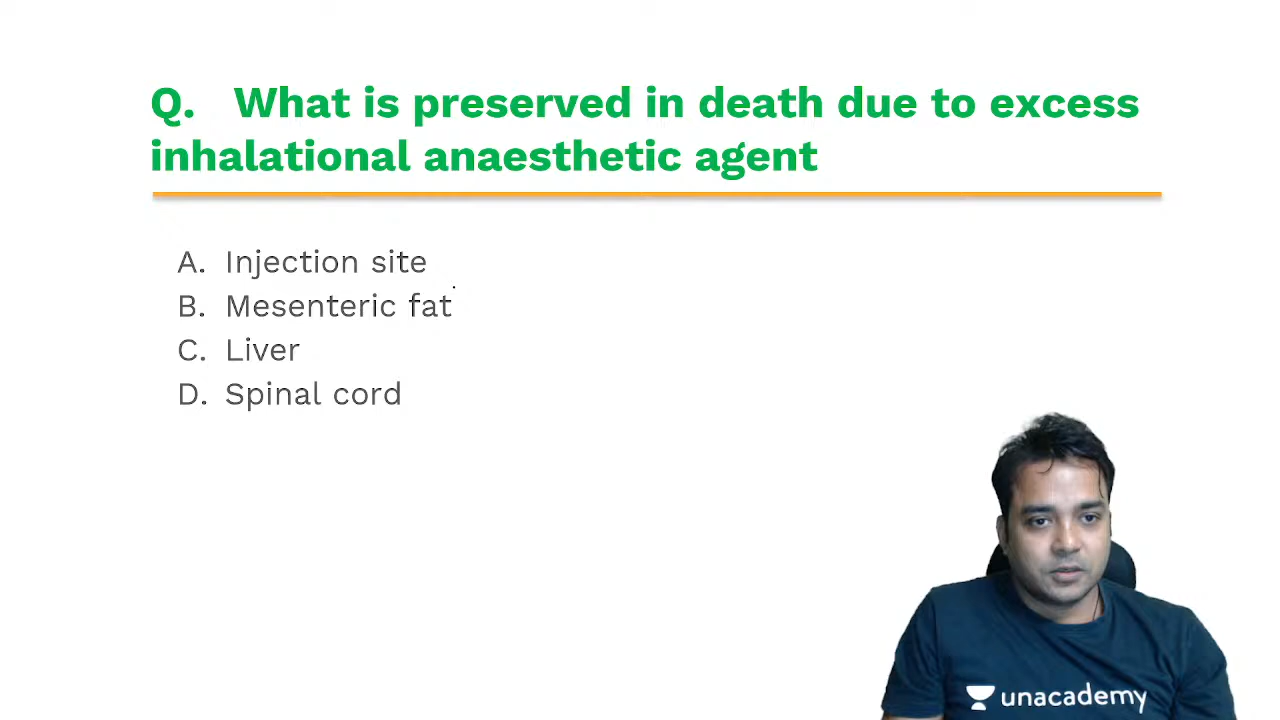 Q. What is preserved in death due to excess
inhalational anaesthetic agent
A. Injection site
B. Mesenteric fat
C. Liver
D. Spinal cord
unacademy